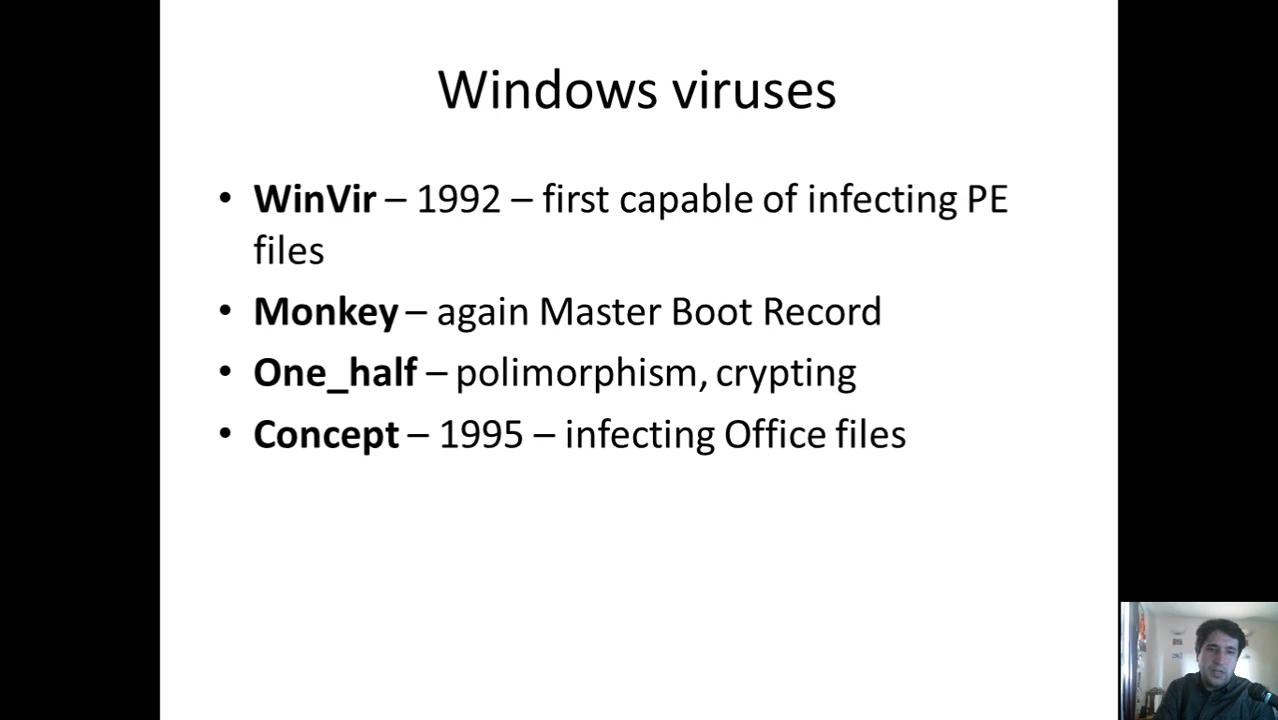 Windows viruses
• WinVir – 1992 – first capable of infecting PE
files
• Monkey – again Master Boot Record
• One_half – polimorphism, crypting
• Concept – 1995 – infecting Office files